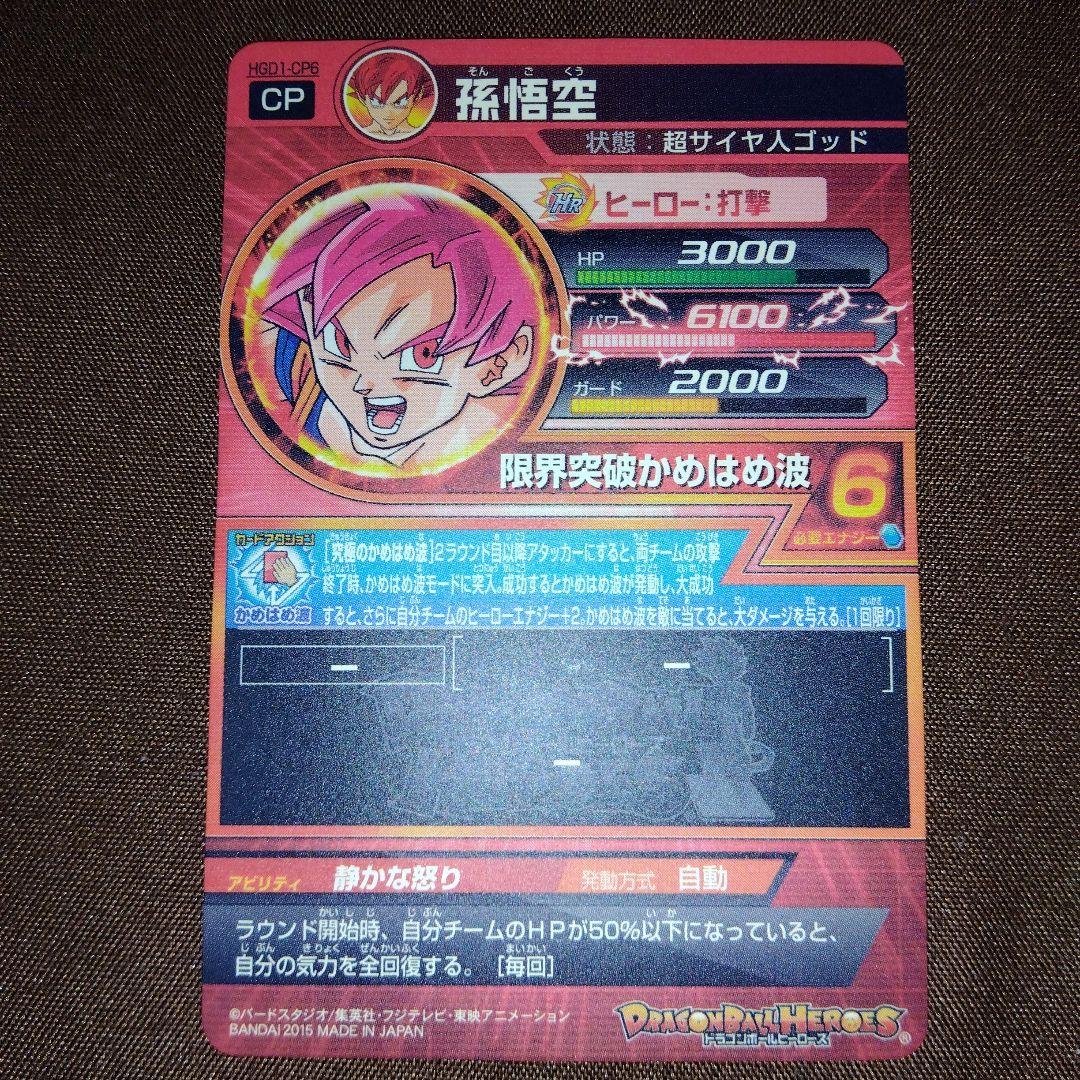 HGD1-CP6
CP
そん ご くう
孫悟空
状態：超サイヤ人ゴッド
HR
ヒーロー：打撃
HP 3000
パワー 6100
ガード 2000
限界突破かめはめ波
6
必要エナジー
カードアクション
かめはめ波
[究極のかめはめ波]2ラウンド目以降アタッカーにすると、両チームの攻撃
終了時、かめはめ波モードに突入。成功するとかめはめ波が発動し、大成功
すると、さらに自分チームのヒーローエナジー+2。かめはめ波を敵に当てると、大ダメージを与える。[1回限り]
ー [ ー ]
ー
アビリティ 静かな怒り 発動方式 自動
ラウンド開始時、自分チームのHPが50%以下になっていると、
自分の気力を全回復する。 [毎回]
©バードスタジオ/集英社・フジテレビ・東映アニメーション
BANDAI 2015 MADE IN JAPAN
DRAGONBALL HEROES
ドラゴンボールヒーローズ
®